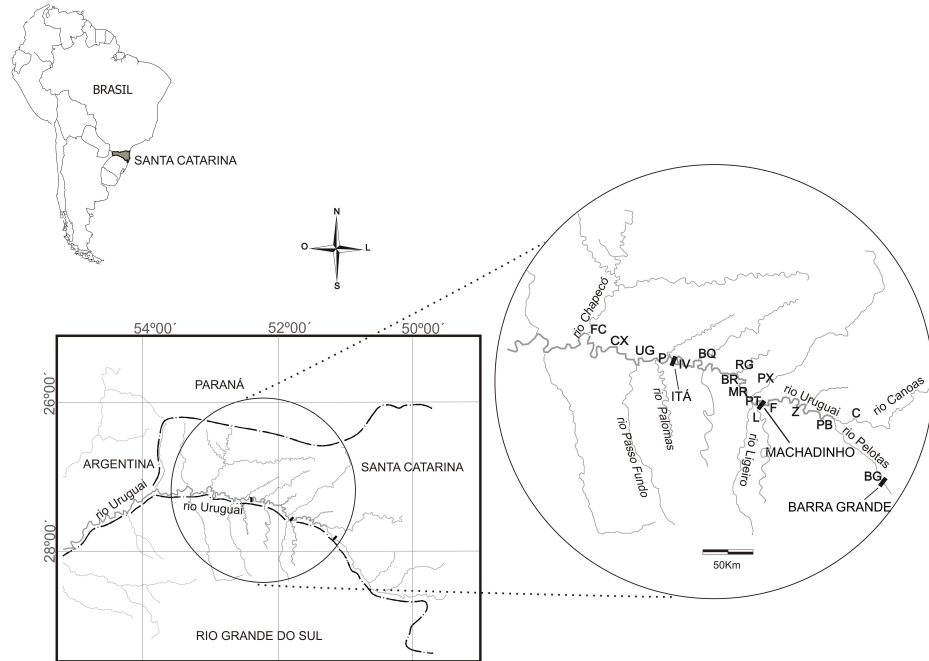 BRASIL
SANTA CATARINA
N
O
L
S
54º00´
52º00´
50º00´
26º00´
28º00´
PARANÁ
ARGENTINA
SANTA CATARINA
rio Uruguai
rio Uruguai
RIO GRANDE DO SUL
rio Chapecó
FC
CX
UG
P
IV
BQ
RG
ITÁ
BR
PX
MR
PT
L
F
Z
rio Uruguai
PB
C
rio Canoas
rio Passo Fundo
rio Palomas
rio Ligeiro
MACHADINHO
rio Pelotas
BG
BARRA GRANDE
50Km